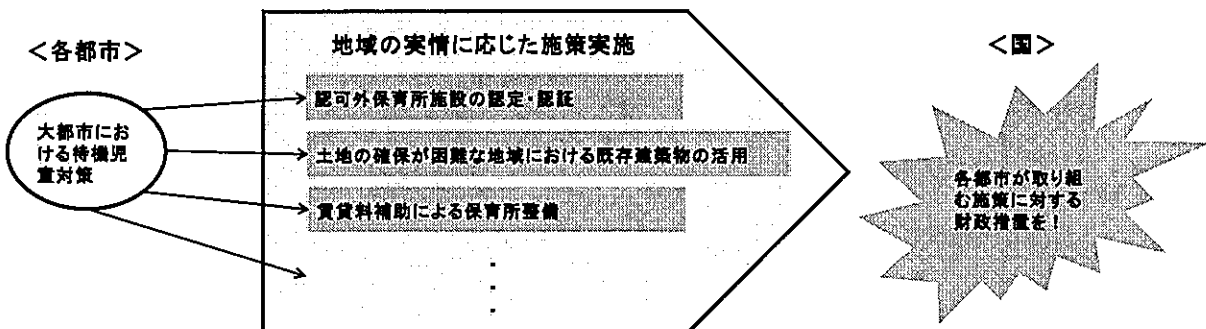 ＜各都市＞
大都市にお
ける待機児
童対策
地域の実情に応じた施策実施
認可外保育所施設の認定・認証
土地の確保が困難な地域における既存建築物の活用
賃貸料補助による保育所整備
・
・
・
＜国＞
各都市が取り組
む施策に対する
財政措置を！